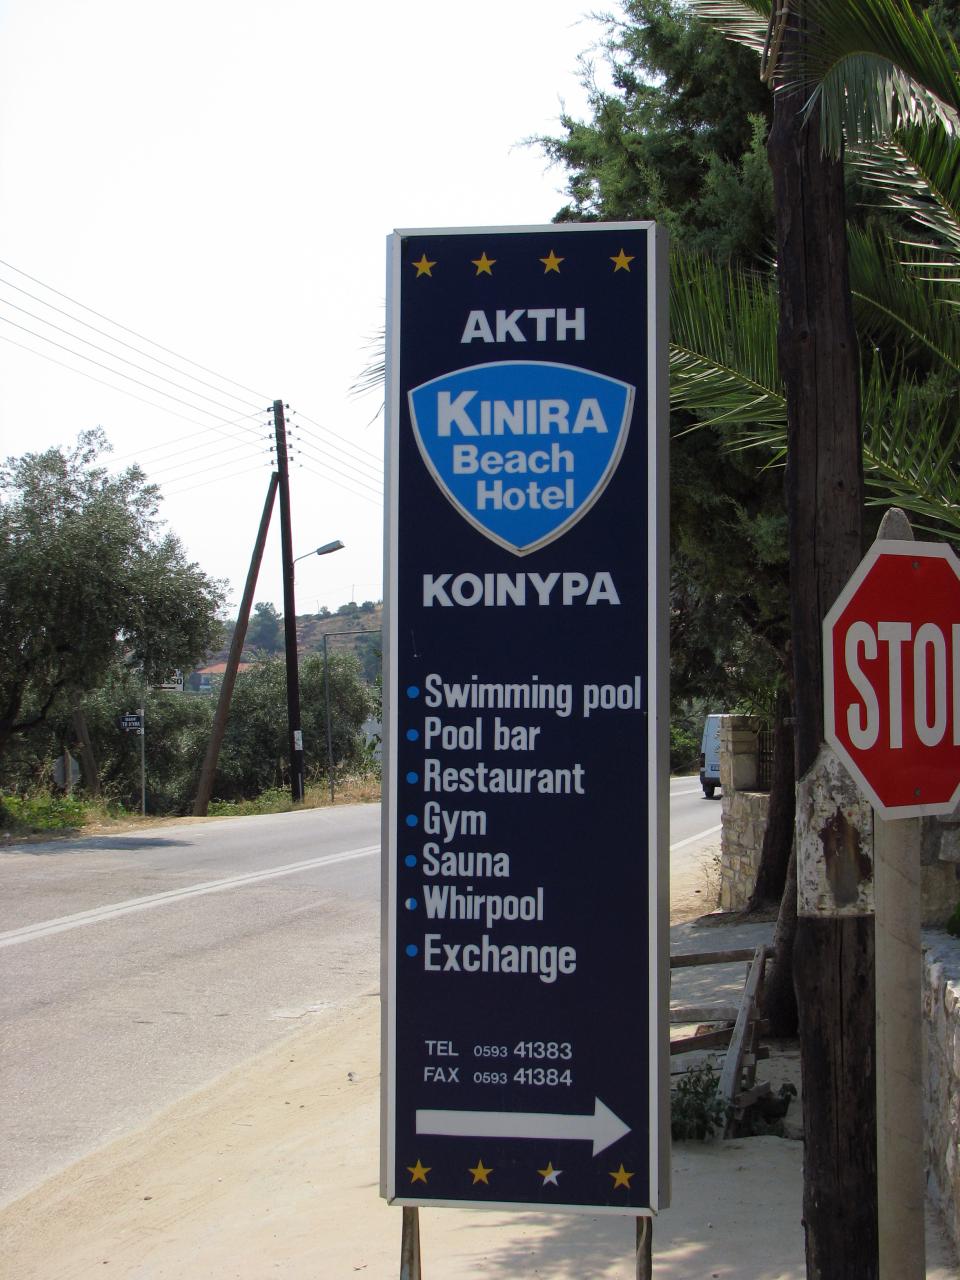 ΑΚΤΗ
KINIRA
Beach
Hotel
ΚΟΙΝΥΡΑ
• Swimming pool
• Pool bar
• Restaurant
• Gym
• Sauna
• Whirpool
• Exchange
TEL 0593 41383
FAX 0593 41384
STOP